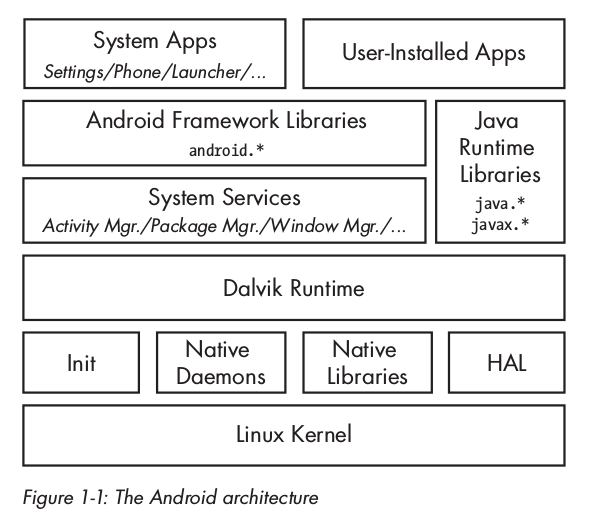 System Apps
Settings/Phone/Launcher/...
User-Installed Apps
Android Framework Libraries
android.*
Java
Runtime
Libraries
java.*
javax.*
System Services
Activity Mgr./Package Mgr./Window Mgr./...
Dalvik Runtime
Init
Native
Daemons
Native
Libraries
HAL
Linux Kernel
Figure 1-1: The Android architecture